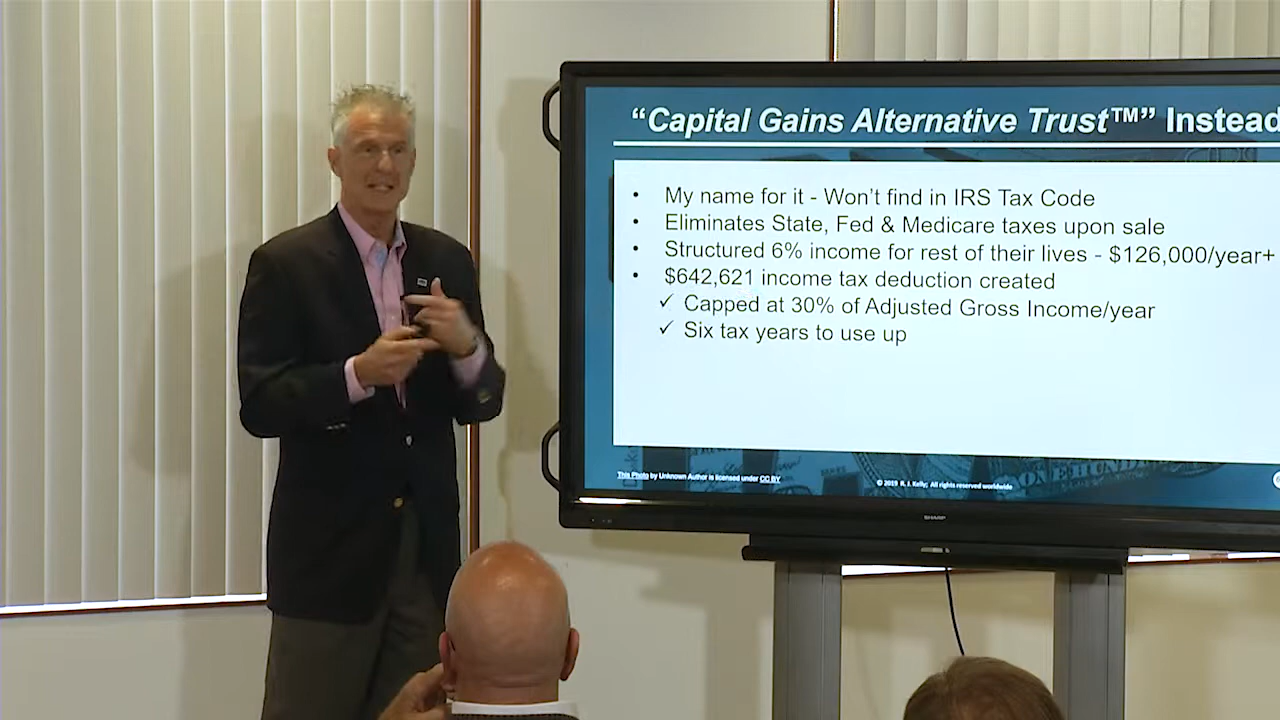 “Capital Gains Alternative Trust™” Instead
• My name for it - Won’t find in IRS Tax Code
• Eliminates State, Fed & Medicare taxes upon sale
• Structured 6% income for rest of their lives - $126,000/year+
• $642,621 income tax deduction created
✓ Capped at 30% of Adjusted Gross Income/year
✓ Six tax years to use up
This Photo by Unknown Author is licensed under CC BY
© 2019 R. J. Kelly; All rights reserved worldwide
SHARP